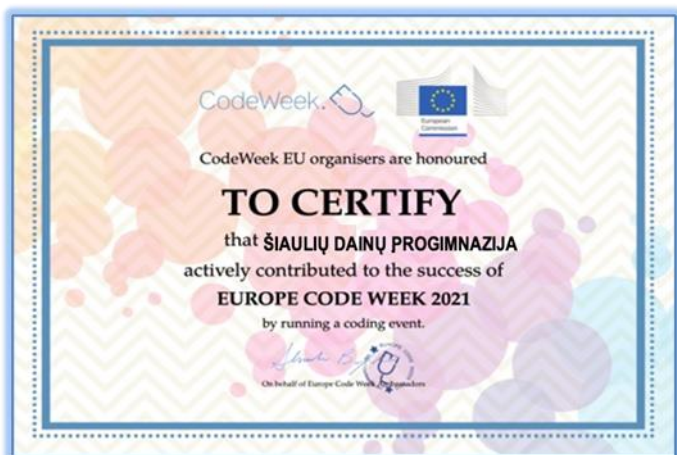 CodeWeek.EU
European
Commission
CodeWeek EU organisers are honoured
TO CERTIFY
that ŠIAULIŲ DAINŲ PROGIMNAZIJA
actively contributed to the success of
EUROPE CODE WEEK 2021
by running a coding event.
On behalf of Europe Code Week Ambassadors